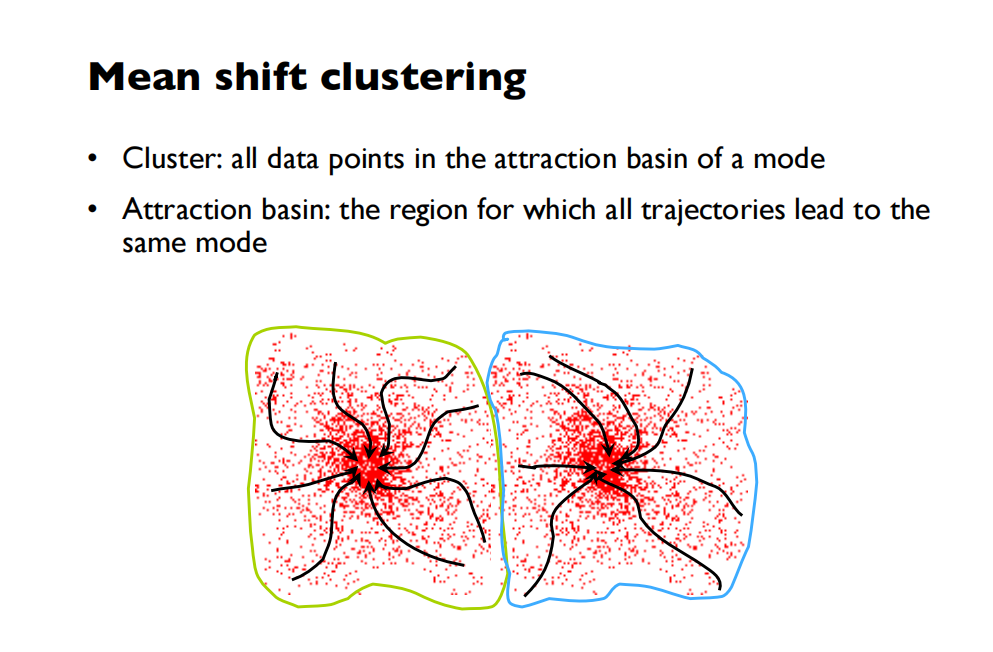 Mean shift clustering
• Cluster: all data points in the attraction basin of a mode
• Attraction basin: the region for which all trajectories lead to the
same mode